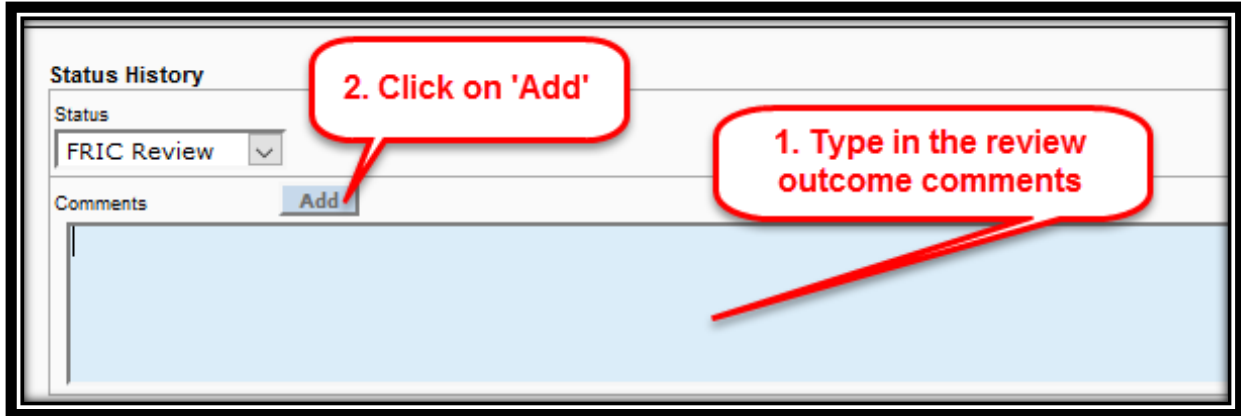 Status History
2. Click on 'Add'
Status
FRIC Review
1. Type in the review
outcome comments
Comments
Add